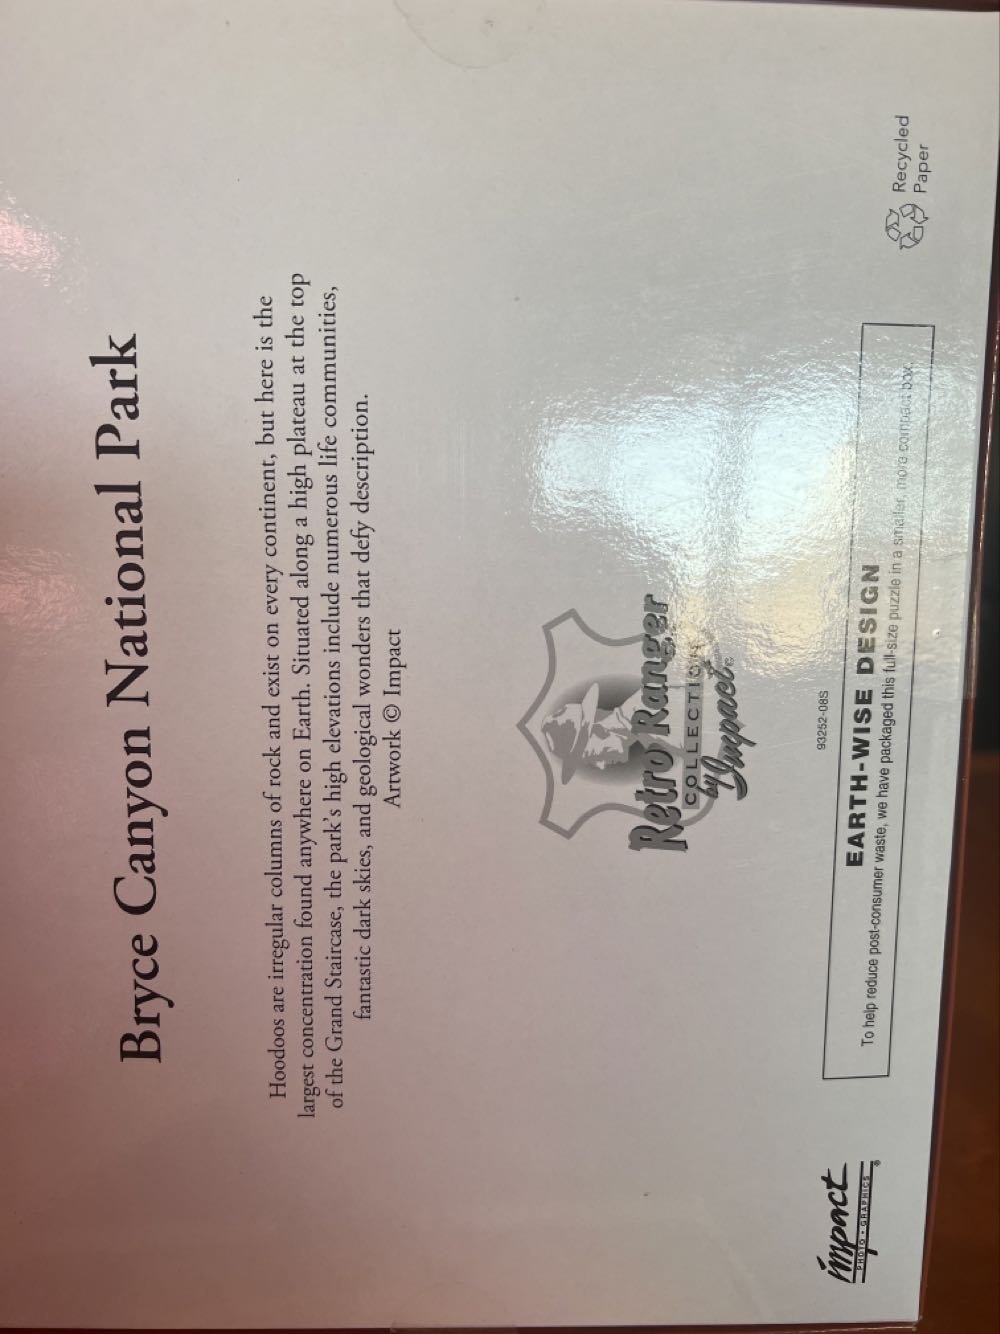 Bryce Canyon National Park
Hoodoos are irregular columns of rock and exist on every continent, but here is the
largest concentration found anywhere on Earth. Situated along a high plateau at the top
of the Grand Staircase, the park's high elevations include numerous life communities,
fantastic dark skies, and geological wonders that defy description.
Artwork © Impact
Retro Ranger
COLLECTION
by Impact
93252-08S
EARTH-WISE DESIGN
To help reduce post-consumer waste, we have packaged this full-size puzzle in a smaller, more compact box.
impact
PHOTO • GRAPHICS
®
Recycled
Paper